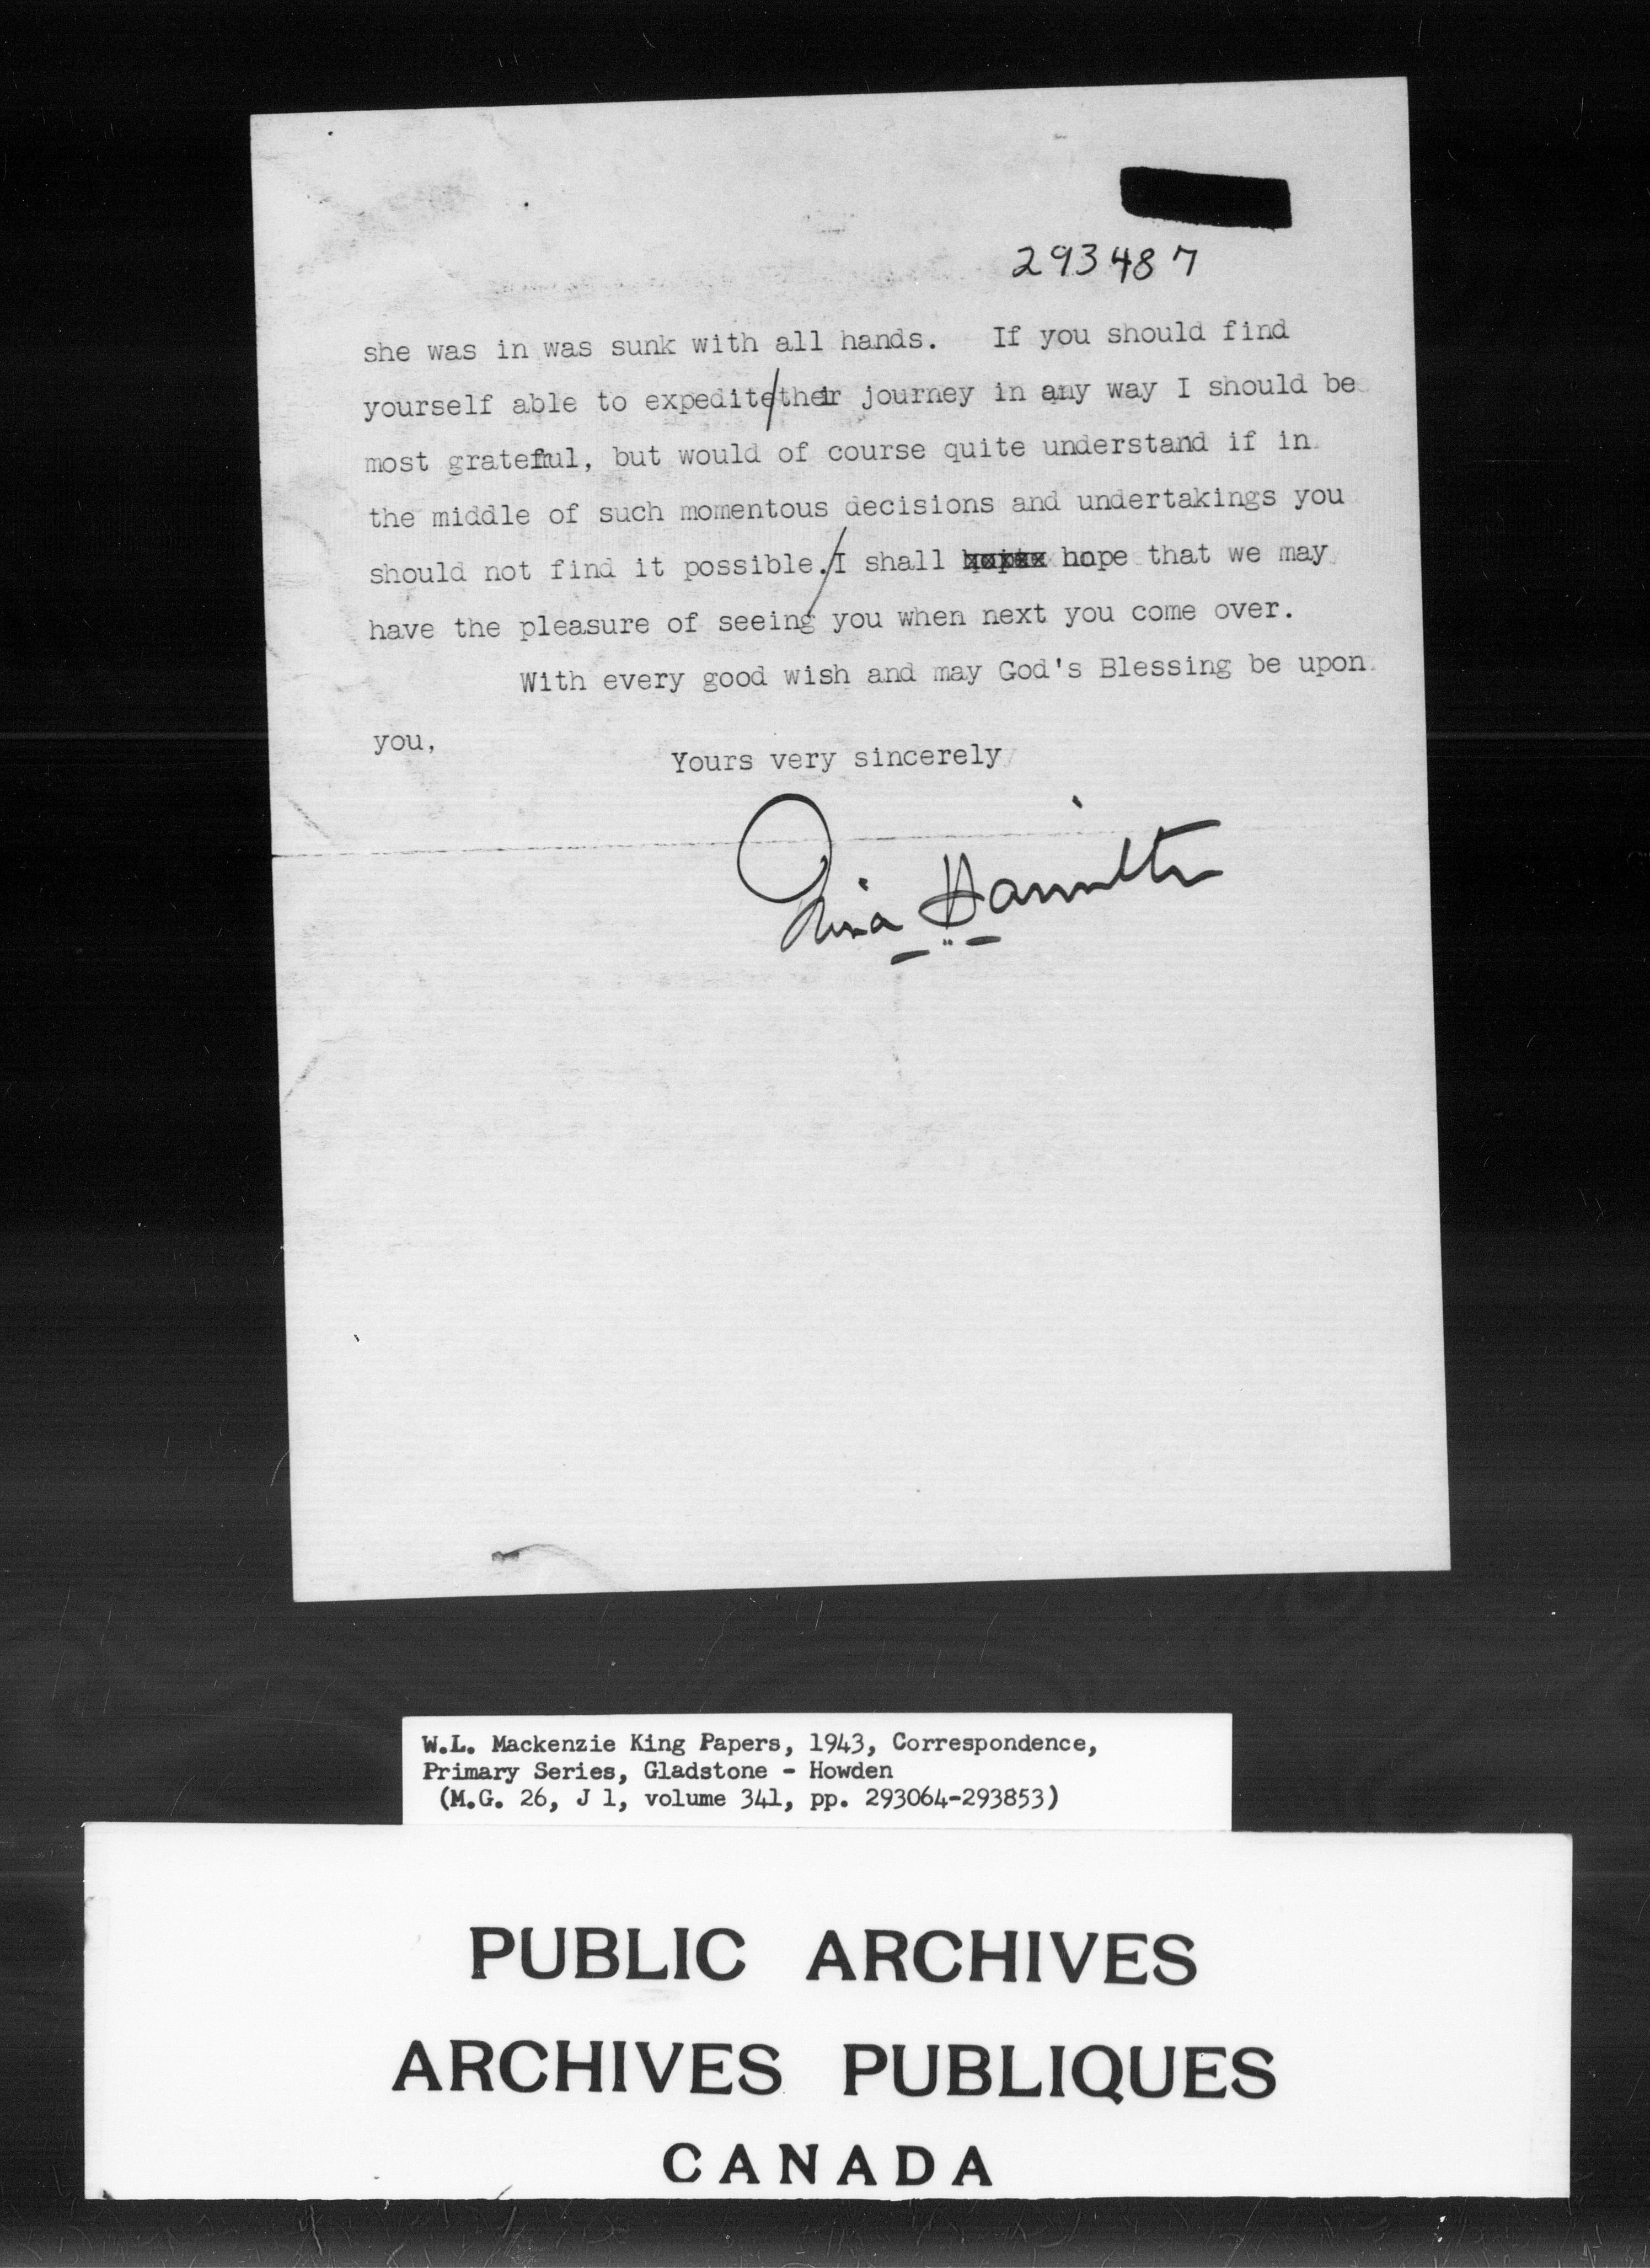 293487
she was in was sunk with all hands. If you should find
yourself able to expedite/their journey in any way I should be
most grateful, but would of course quite understand if in
the middle of such momentous decisions and undertakings you
should not find it possible./I shall hope that we may
have the pleasure of seeing you when next you come over.
With every good wish and may God's Blessing be upon
you,
Yours very sincerely
Nina Hamilton
W.L. Mackenzie King Papers, 1943, Correspondence,
Primary Series, Gladstone - Howden
(M.G. 26, J 1, volume 341, pp. 293064-293853)
PUBLIC ARCHIVES
ARCHIVES PUBLIQUES
CANADA